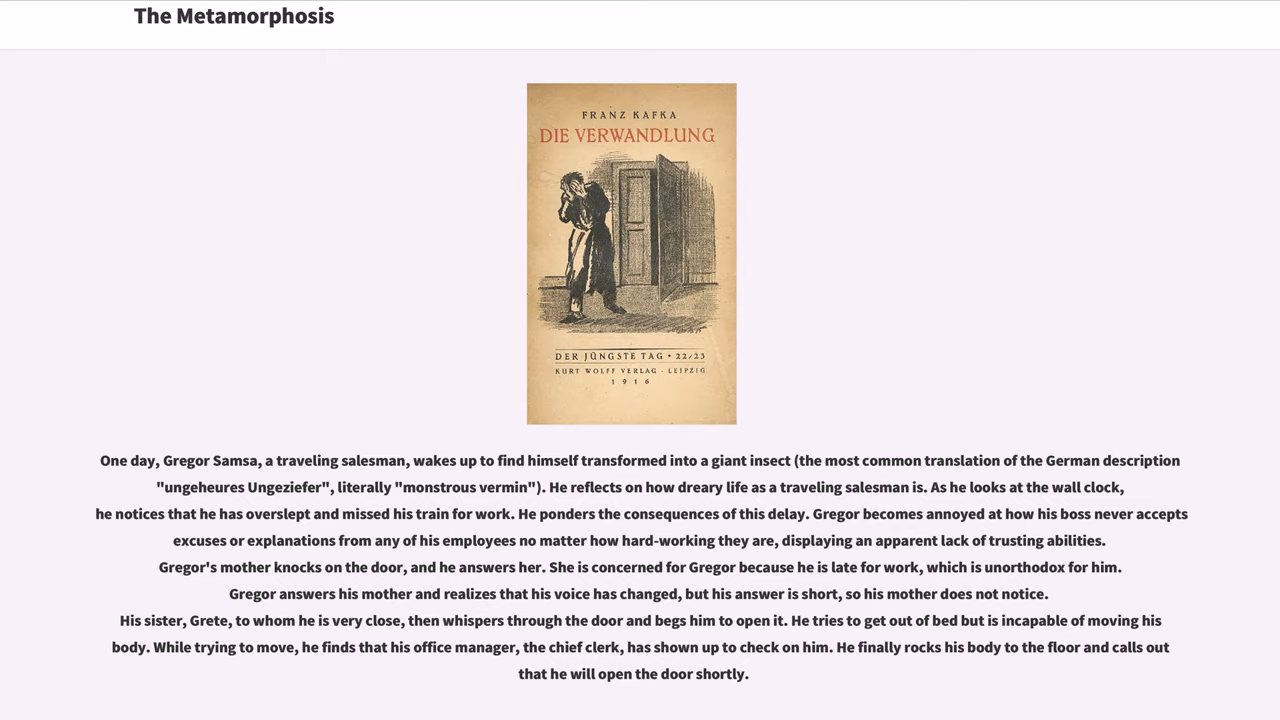 The Metamorphosis
FRANZ KAFKA
DIE VERWANDLUNG
DER JÜNGSTE TAG • 22/23
KURT WOLFF VERLAG · LEIPZIG
1916
One day, Gregor Samsa, a traveling salesman, wakes up to find himself transformed into a giant insect (the most common translation of the German description
"ungeheures Ungeziefer", literally "monstrous vermin"). He reflects on how dreary life as a traveling salesman is. As he looks at the wall clock,
he notices that he has overslept and missed his train for work. He ponders the consequences of this delay. Gregor becomes annoyed at how his boss never accepts
excuses or explanations from any of his employees no matter how hard-working they are, displaying an apparent lack of trusting abilities.
Gregor's mother knocks on the door, and he answers her. She is concerned for Gregor because he is late for work, which is unorthodox for him.
Gregor answers his mother and realizes that his voice has changed, but his answer is short, so his mother does not notice.
His sister, Grete, to whom he is very close, then whispers through the door and begs him to open it. He tries to get out of bed but is incapable of moving his
body. While trying to move, he finds that his office manager, the chief clerk, has shown up to check on him. He finally rocks his body to the floor and calls out
that he will open the door shortly.